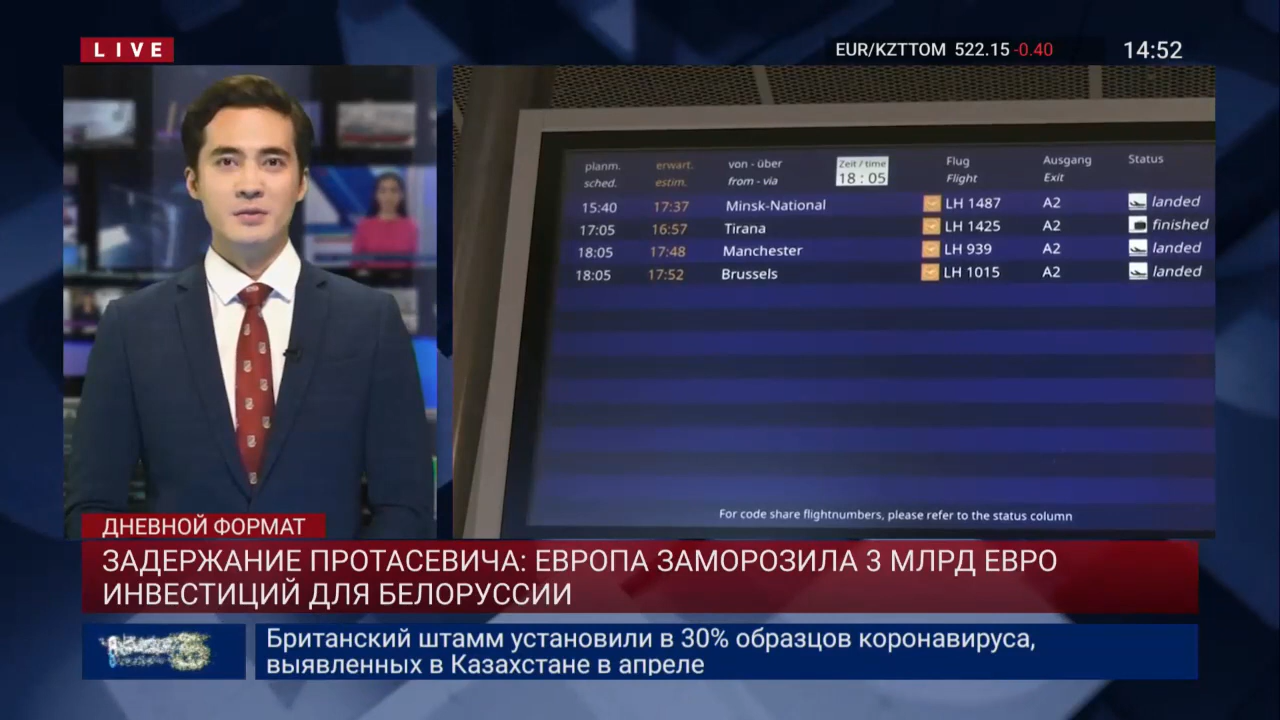 LIVE
EUR/KZTTOM 522.15 -0.40
14:52
planm. erwart. von - über Zeit / time Flug Ausgang Status
sched. estim. from - via 18 : 05 Flight Exit
15:40 17:37 Minsk-National LH 1487 A2 landed
17:05 16:57 Tirana LH 1425 A2 finished
18:05 17:48 Manchester LH 939 A2 landed
18:05 17:52 Brussels LH 1015 A2 landed
For code share flightnumbers, please refer to the status column
ДНЕВНОЙ ФОРМАТ
ЗАДЕРЖАНИЕ ПРОТАСЕВИЧА: ЕВРОПА ЗАМОРОЗИЛА 3 МЛРД ЕВРО
ИНВЕСТИЦИЙ ДЛЯ БЕЛОРУССИИ
Британский штамм установили в 30% образцов коронавируса,
выявленных в Казахстане в апреле